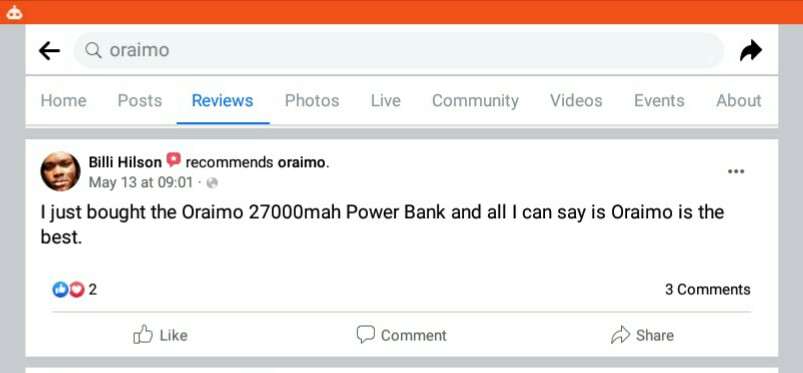 oraimo
Home Posts Reviews Photos Live Community Videos Events About
Billi Hilson recommends oraimo.
May 13 at 09:01 ·
I just bought the Oraimo 27000mah Power Bank and all I can say is Oraimo is the
best.
2 3 Comments
Like Comment Share